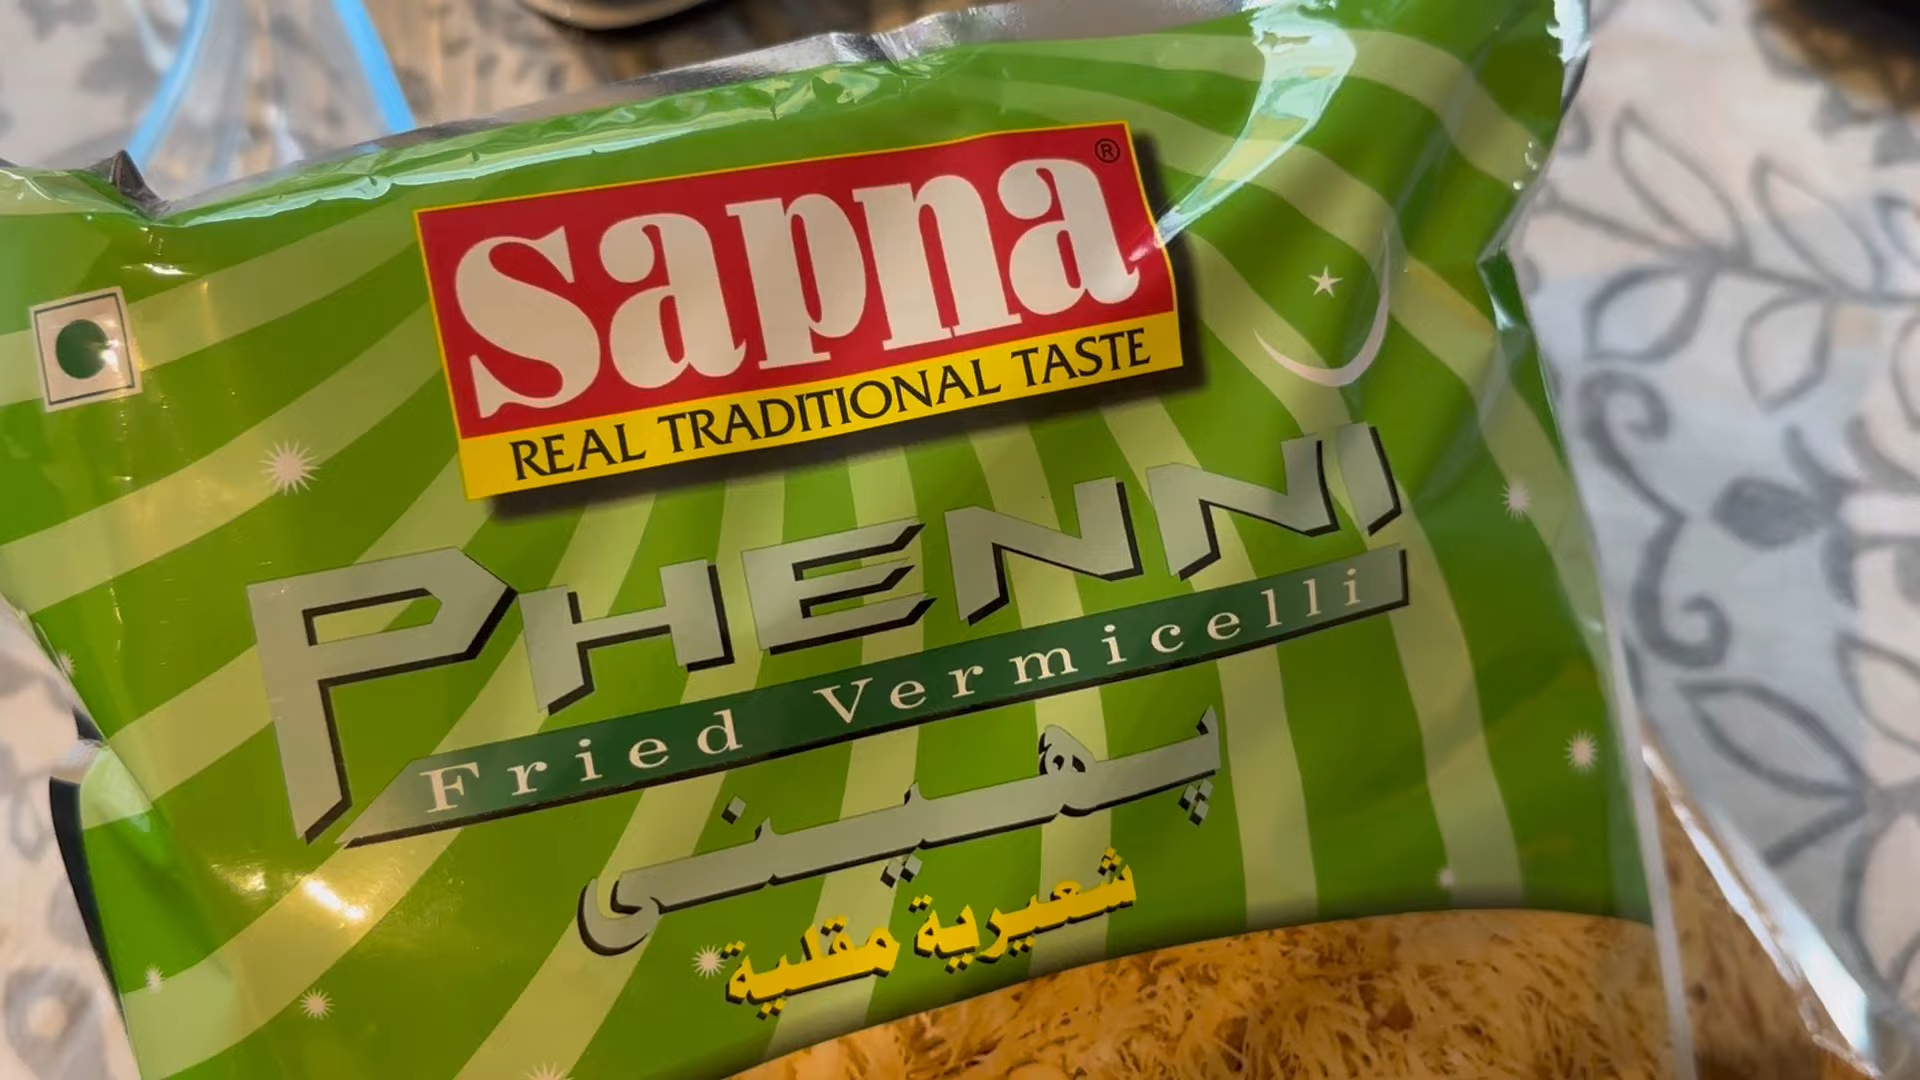 Sapna ®
REAL TRADITIONAL TASTE
PHENNI
Fried Vermicelli
پھینی
شعيرية مقلية